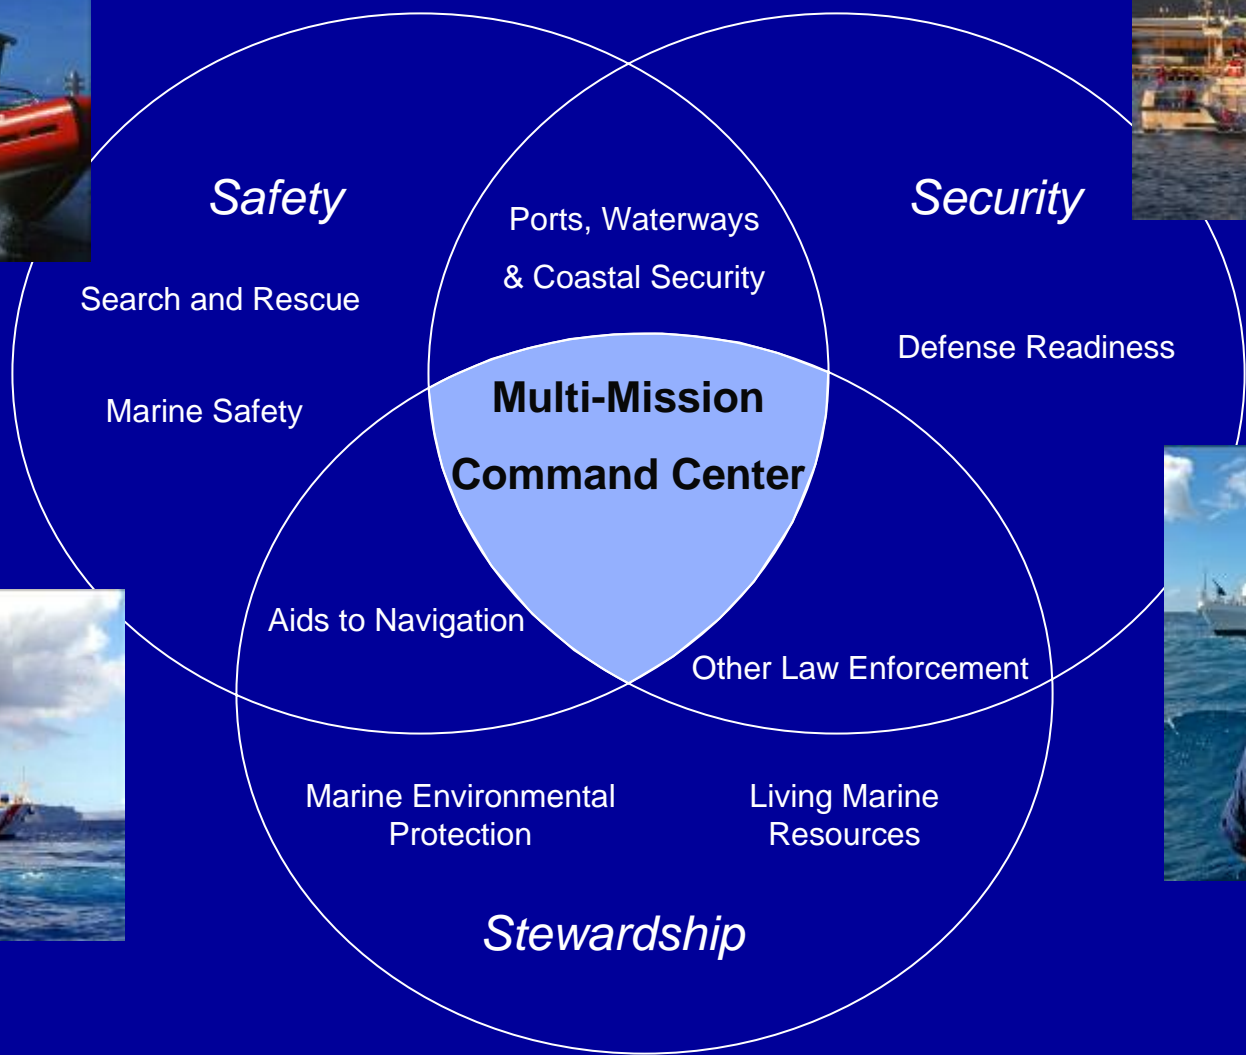 Safety
Security
Ports, Waterways
& Coastal Security
Search and Rescue
Defense Readiness
Marine Safety
Multi-Mission
Command Center
Aids to Navigation
Other Law Enforcement
Marine Environmental
Protection
Living Marine
Resources
Stewardship